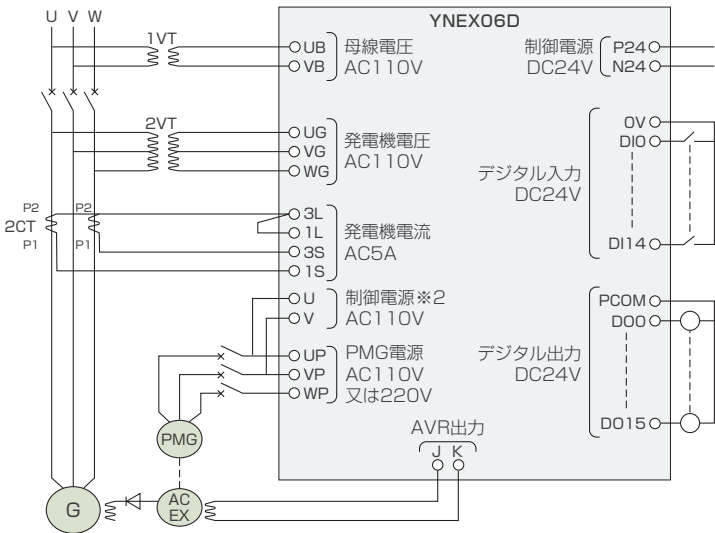 U V W
1VT
2VT
P2 P2
2CT
P1 P1
YNEX06D
UB
VB
母線電圧
AC110V
UG
VG
WG
発電機電圧
AC110V
3L
1L
3S
1S
発電機電流
AC5A
U
V
制御電源※2
AC110V
UP
VP
WP
PMG電源
AC110V
又は220V
AVR出力
J K
制御電源
DC24V
P24
N24
デジタル入力
DC24V
0V
DI0
DI14
デジタル出力
DC24V
PCOM
DO0
DO15
PMG
AC
EX
G